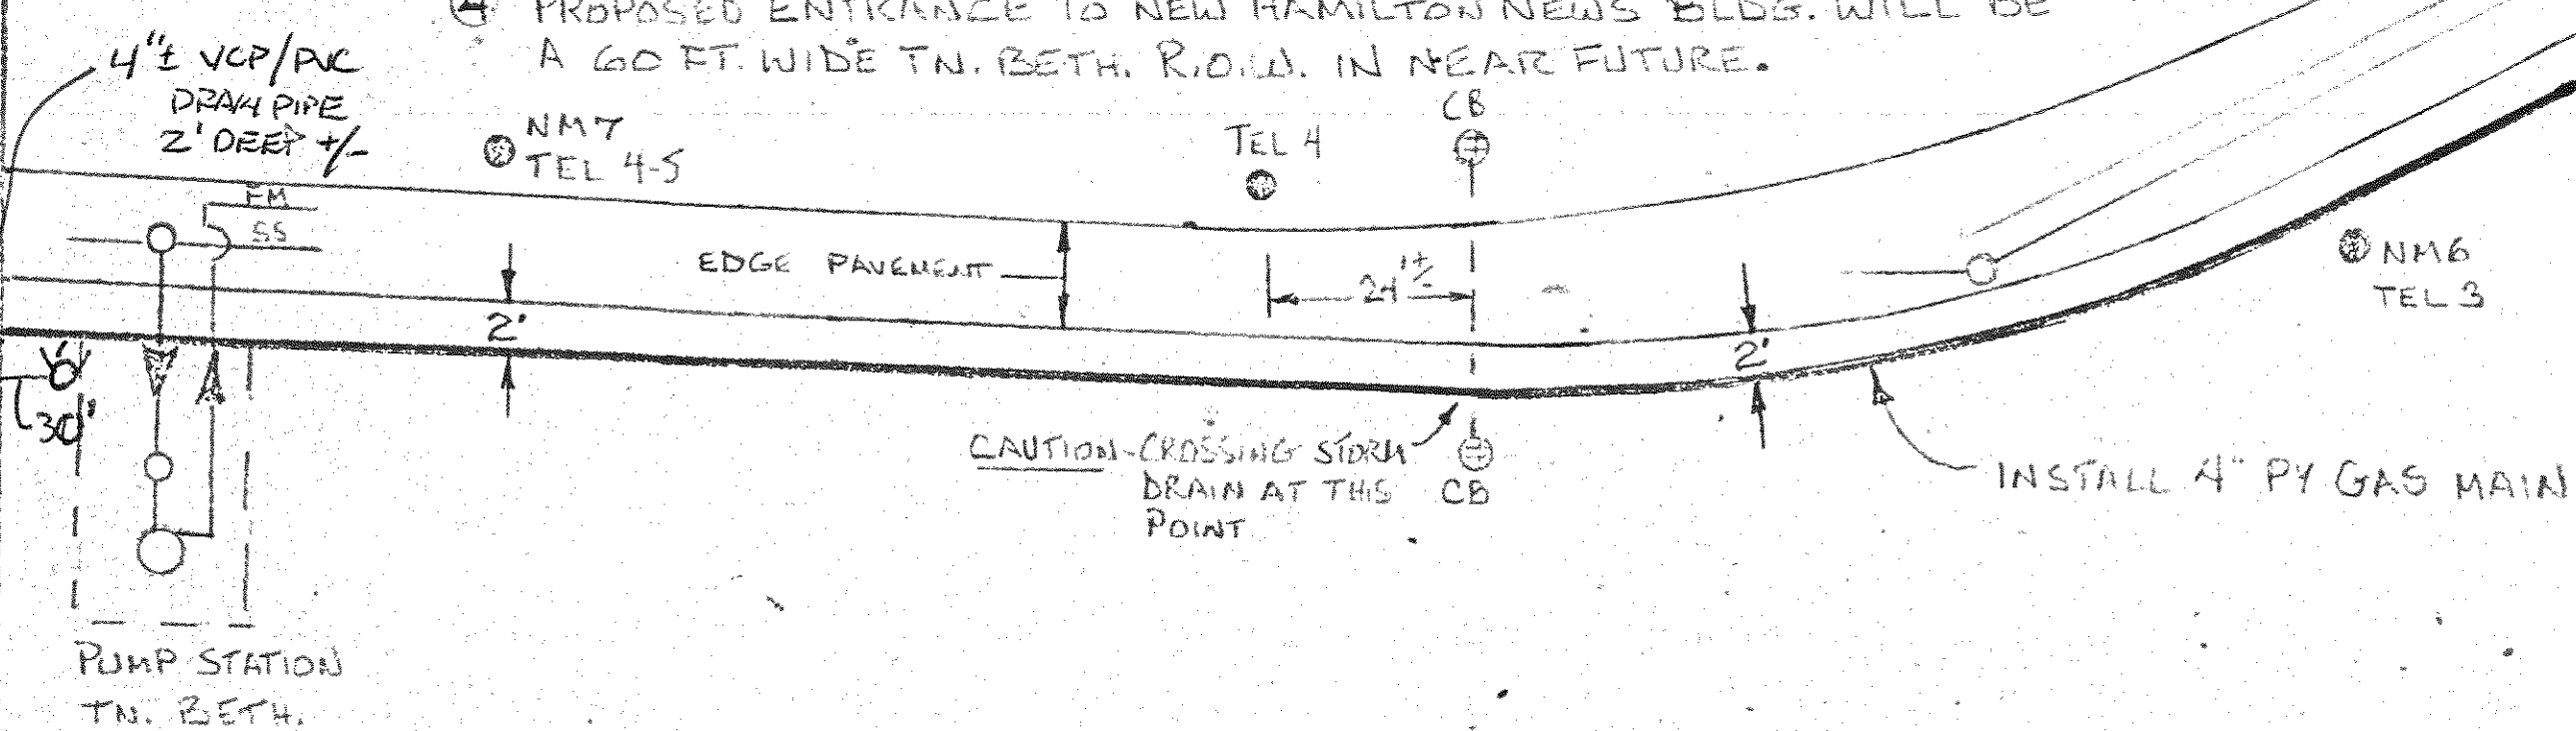 ④ PROPOSED ENTRANCE TO NEW HAMILTON NEWS BLDG. WILL BE
A 60 FT. WIDE TN. BETH. R.O.W. IN NEAR FUTURE.
4"± VCP/PVC
DRAIN PIPE
2' DEEP +/-
NM7
TEL 4-5
TEL 4
CB
FM
SS
EDGE PAVEMENT
24'±
2'
2'
NM6
TEL 3
30'
CAUTION-CROSSING STORM
DRAIN AT THIS
POINT
CB
INSTALL 4" PY GAS MAIN
PUMP STATION
TN. BETH.